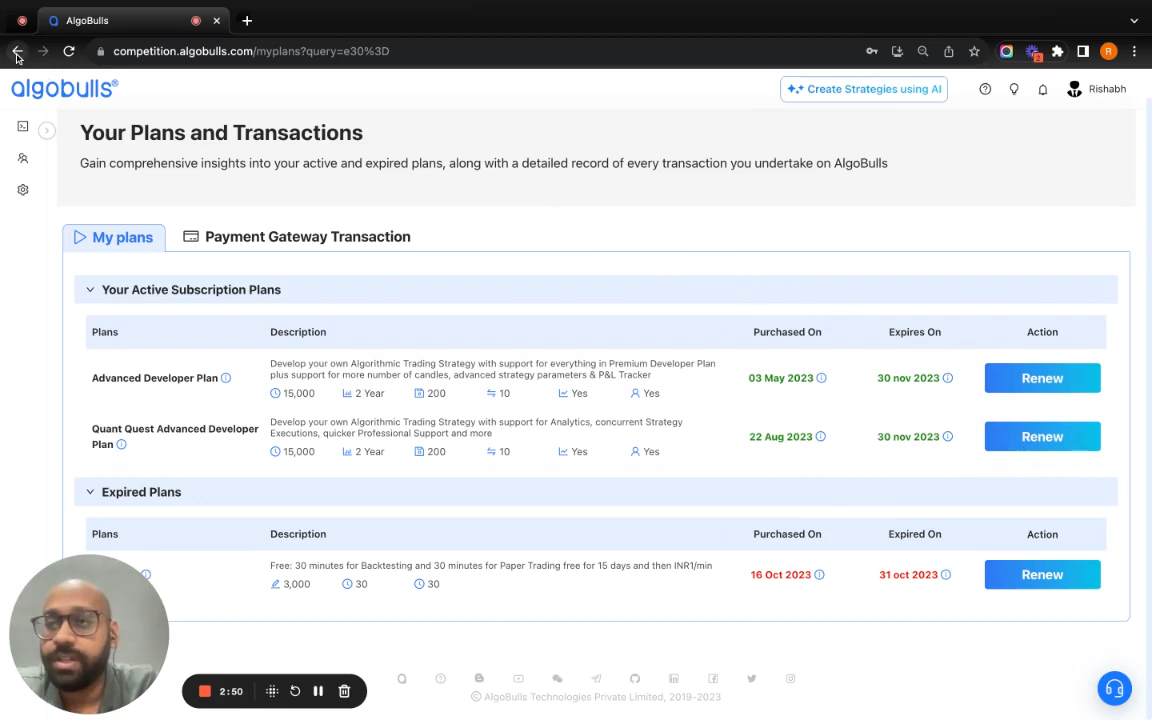 AlgoBulls
competition.algobulls.com/myplans?query=e30%3D
2
R
algobulls®
Create Strategies using AI
Rishabh
Your Plans and Transactions
Gain comprehensive insights into your active and expired plans, along with a detailed record of every transaction you undertake on AlgoBulls
My plans
Payment Gateway Transaction
Your Active Subscription Plans
Plans Description Purchased On Expires On Action
Develop your own Algorithmic Trading Strategy with support for everything in Premium Developer Plan
plus support for more number of candles, advanced strategy parameters & P&L Tracker
Advanced Developer Plan 03 May 2023 30 nov 2023 Renew
15,000 2 Year 200 10 Yes Yes
Develop your own Algorithmic Trading Strategy with support for Analytics, concurrent Strategy
Executions, quicker Professional Support and more
Quant Quest Advanced Developer
Plan 22 Aug 2023 30 nov 2023 Renew
15,000 2 Year 200 10 Yes Yes
Expired Plans
Plans Description Purchased On Expired On Action
Free: 30 minutes for Backtesting and 30 minutes for Paper Trading free for 15 days and then INR1/min
16 Oct 2023 31 oct 2023 Renew
3,000 30 30
2:50
© AlgoBulls Technologies Private Limited, 2019-2023